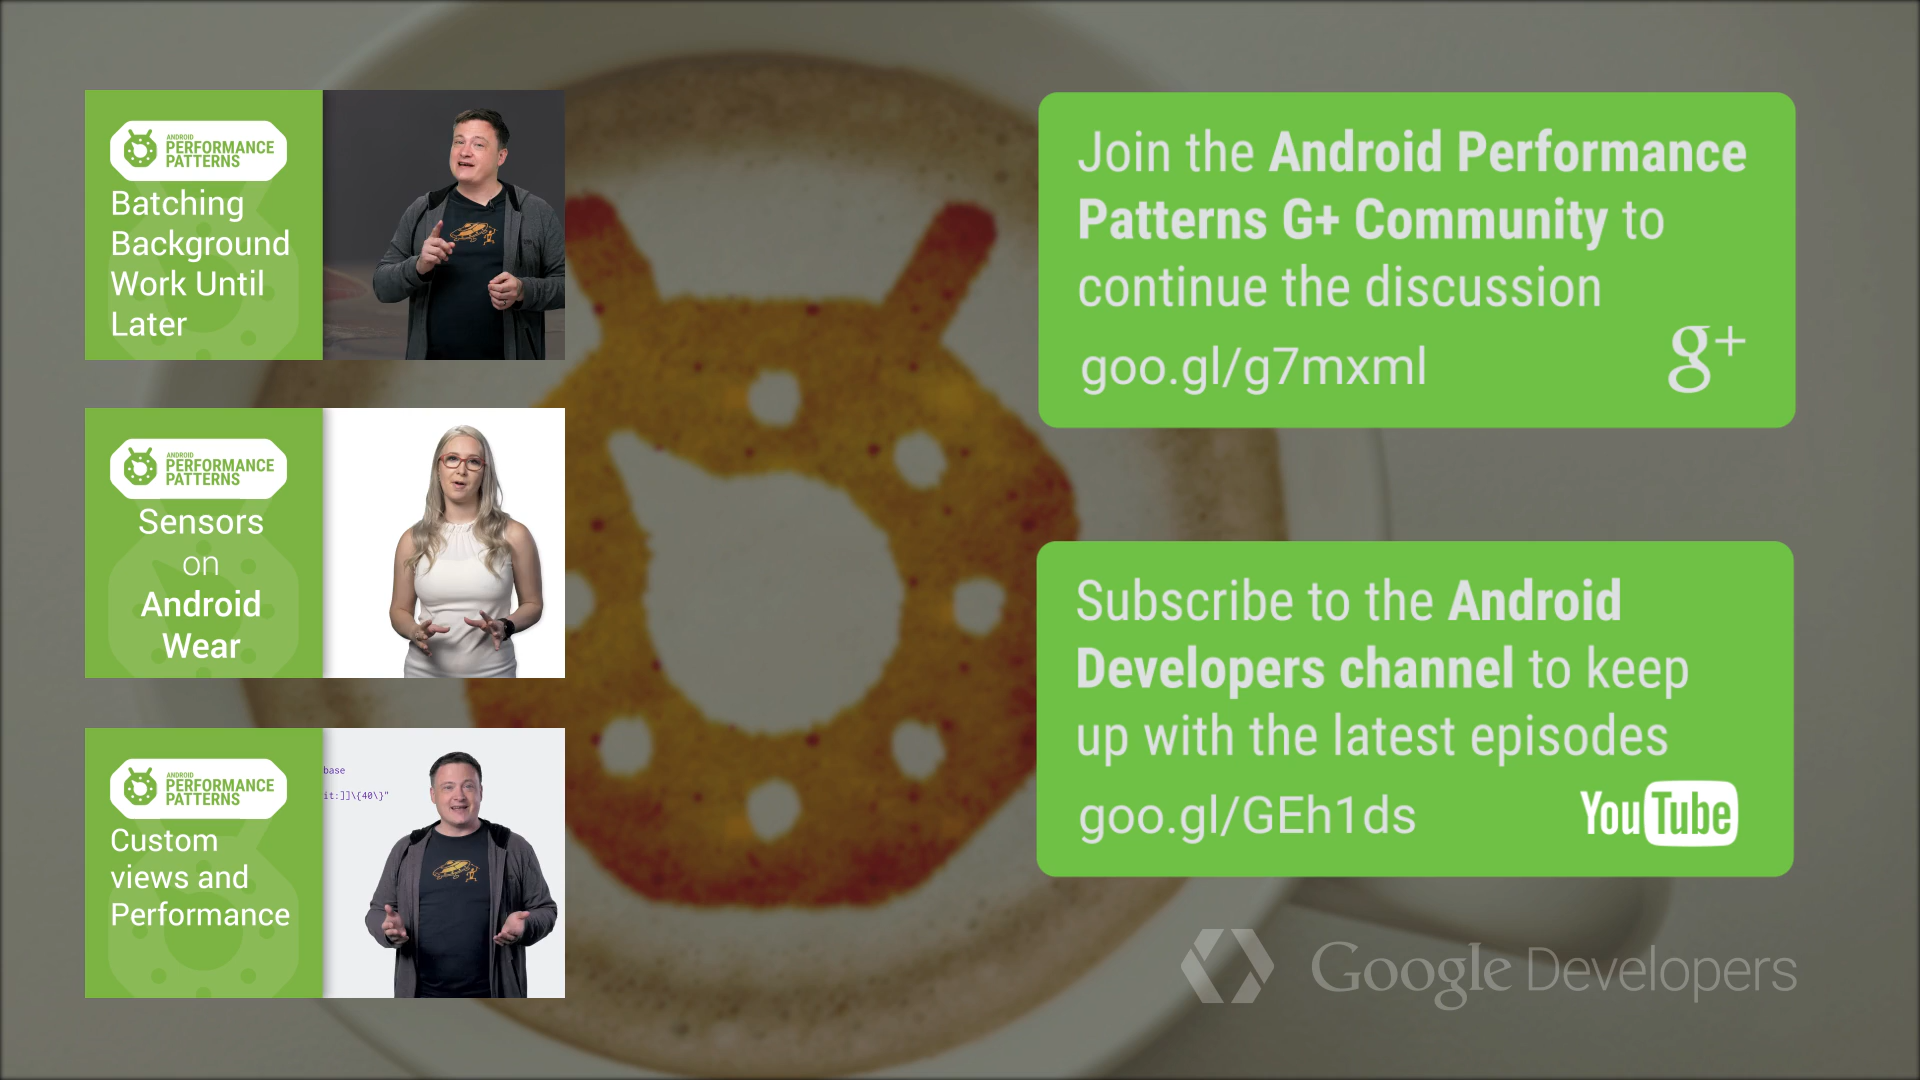 ANDROID
PERFORMANCE
PATTERNS
Batching
Background
Work Until
Later
ANDROID
PERFORMANCE
PATTERNS
Sensors
on
Android
Wear
ANDROID
PERFORMANCE
PATTERNS
Custom
views and
Performance
base
it:]]\{40\}"
Join the Android Performance
Patterns G+ Community to
continue the discussion
goo.gl/g7mxml
g+
Subscribe to the Android
Developers channel to keep
up with the latest episodes
goo.gl/GEh1ds
YouTube
Google Developers